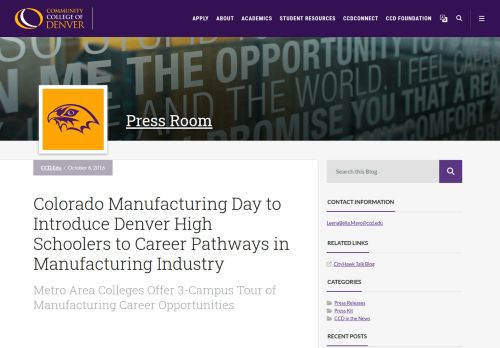 COMMUNITY
COLLEGE OF
DENVER
APPLY ABOUT ACADEMICS STUDENT RESOURCES CCDCONNECT CCD FOUNDATION
ME THE OPPORTUNITY
AND THE WORLD. I FEEL
PROMISE YOU THAT A
Press Room
CCD.Edu / October 6, 2016
Colorado Manufacturing Day to
Introduce Denver High
Schoolers to Career Pathways in
Manufacturing Industry
Metro Area Colleges Offer 3-Campus Tour of
Manufacturing Career Opportunities
Search this Blog
CONTACT INFORMATION
LeenaBella.Mayo@ccd.edu
RELATED LINKS
CityHawk Talk Blog
CATEGORIES
Press Releases
Press Kit
CCD in the News
RECENT POSTS